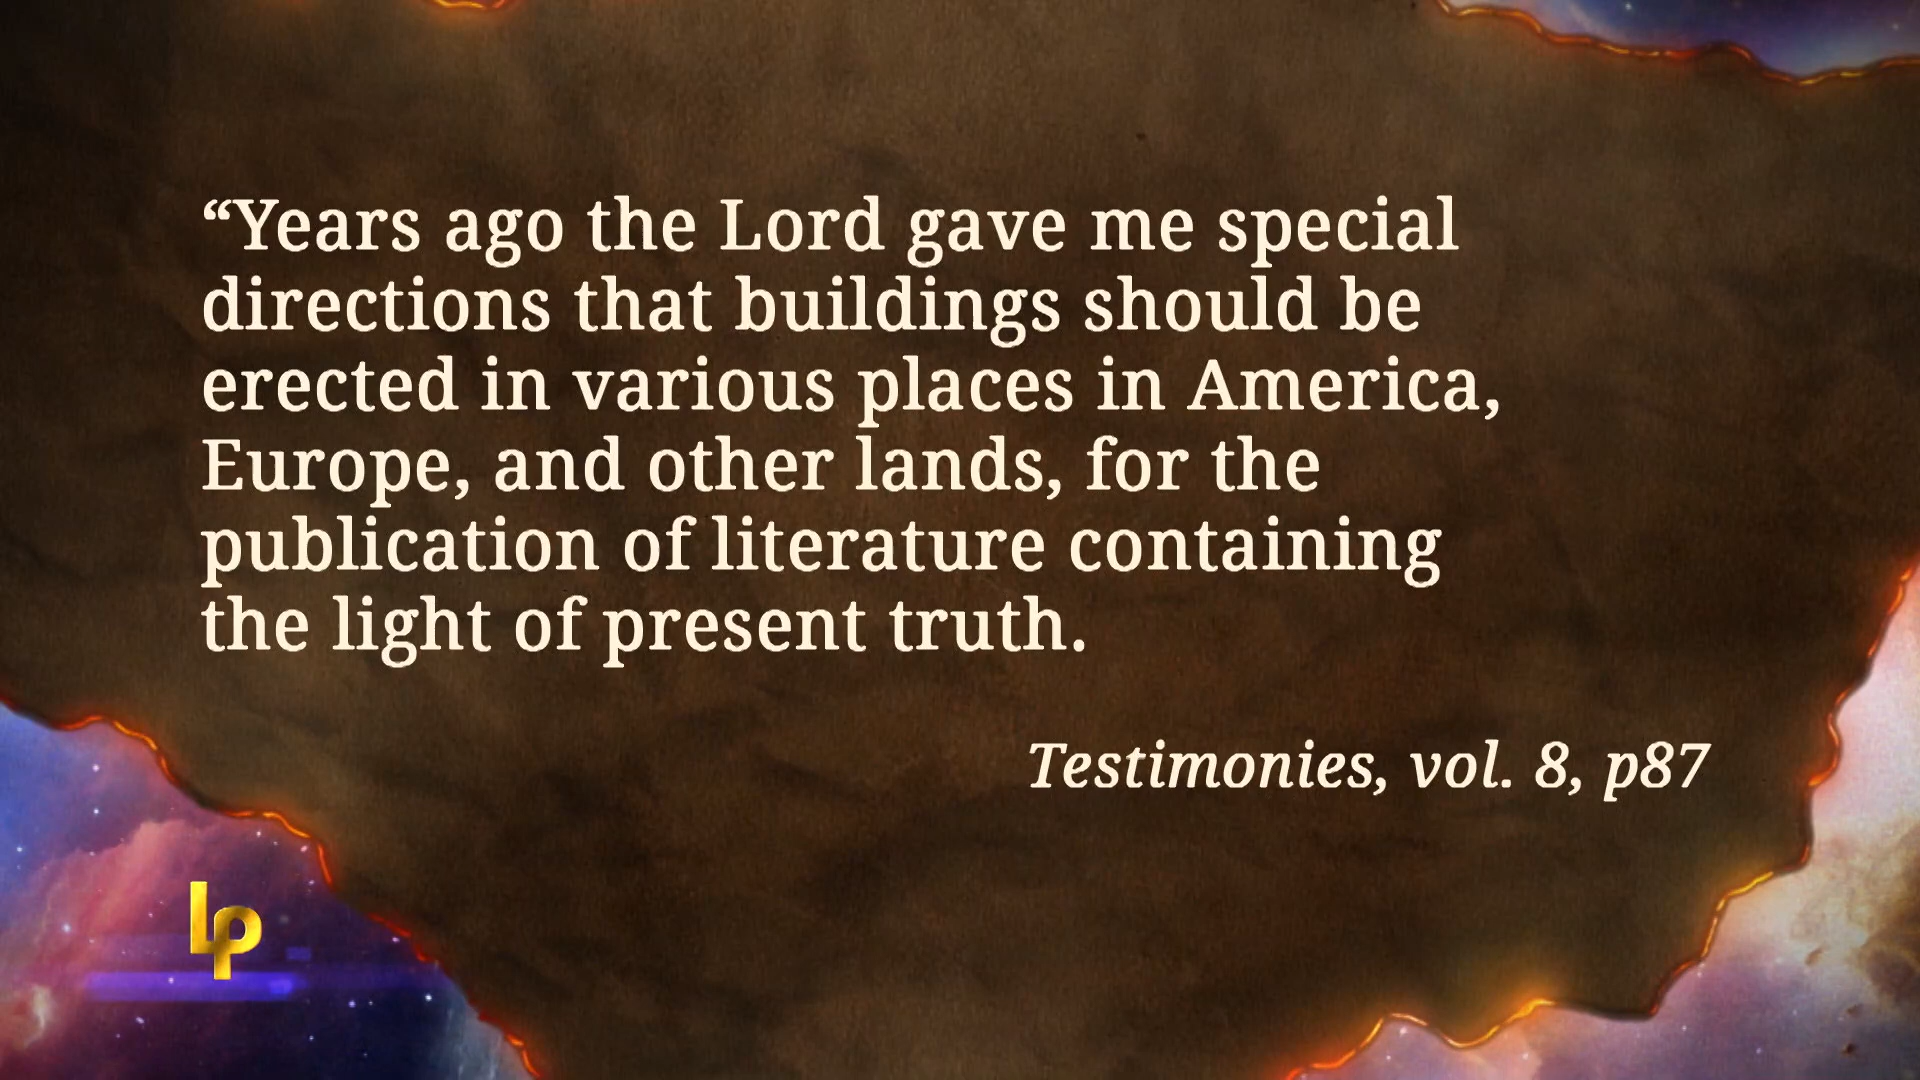 “Years ago the Lord gave me special
directions that buildings should be
erected in various places in America,
Europe, and other lands, for the
publication of literature containing
the light of present truth.
Testimonies, vol. 8, p87
Lp